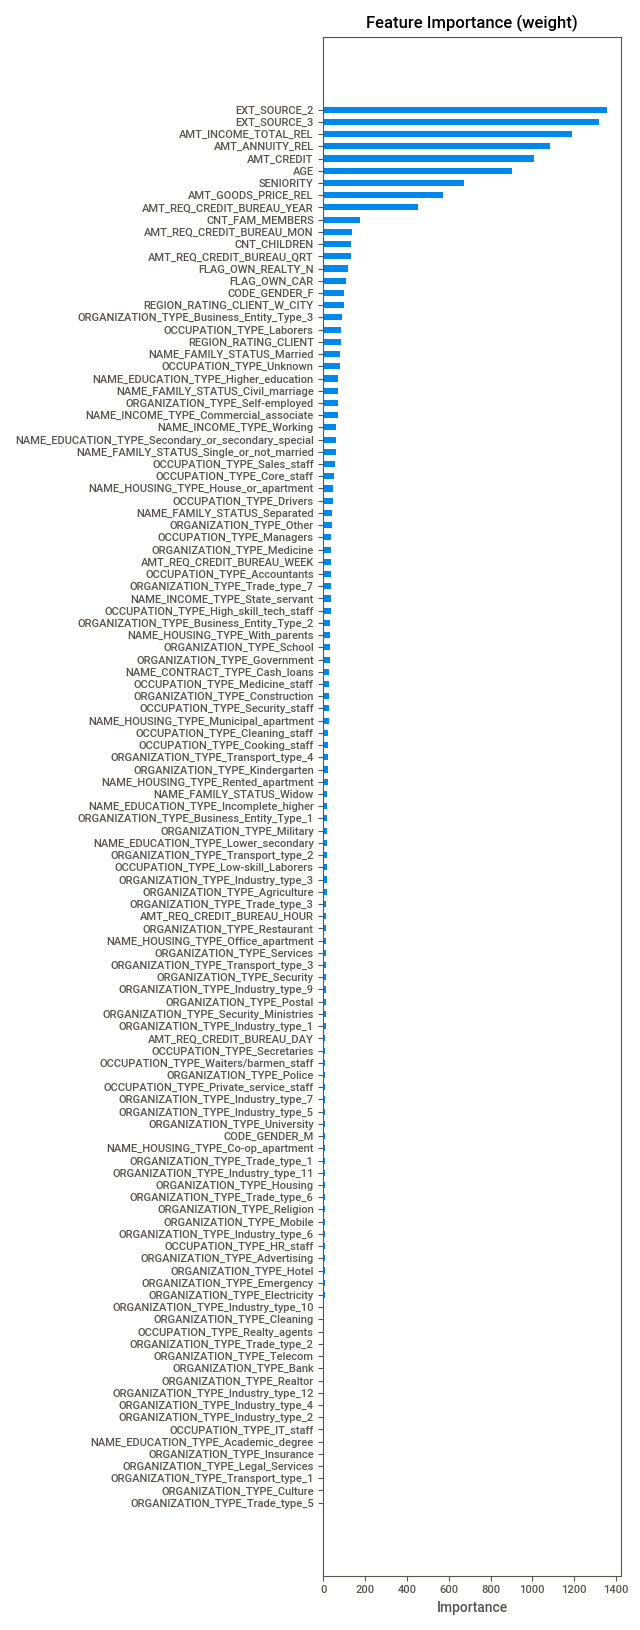 Feature Importance (weight)
EXT_SOURCE_2
EXT_SOURCE_3
AMT_INCOME_TOTAL_REL
AMT_ANNUITY_REL
AMT_CREDIT
AGE
SENIORITY
AMT_GOODS_PRICE_REL
AMT_REQ_CREDIT_BUREAU_YEAR
CNT_FAM_MEMBERS
AMT_REQ_CREDIT_BUREAU_MON
CNT_CHILDREN
AMT_REQ_CREDIT_BUREAU_QRT
FLAG_OWN_REALTY_N
FLAG_OWN_CAR
CODE_GENDER_F
REGION_RATING_CLIENT_W_CITY
ORGANIZATION_TYPE_Business_Entity_Type_3
OCCUPATION_TYPE_Laborers
REGION_RATING_CLIENT
NAME_FAMILY_STATUS_Married
OCCUPATION_TYPE_Unknown
NAME_EDUCATION_TYPE_Higher_education
NAME_FAMILY_STATUS_Civil_marriage
ORGANIZATION_TYPE_Self-employed
NAME_INCOME_TYPE_Commercial_associate
NAME_INCOME_TYPE_Working
NAME_EDUCATION_TYPE_Secondary_or_secondary_special
NAME_FAMILY_STATUS_Single_or_not_married
OCCUPATION_TYPE_Sales_staff
OCCUPATION_TYPE_Core_staff
NAME_HOUSING_TYPE_House_or_apartment
OCCUPATION_TYPE_Drivers
NAME_FAMILY_STATUS_Separated
ORGANIZATION_TYPE_Other
OCCUPATION_TYPE_Managers
ORGANIZATION_TYPE_Medicine
AMT_REQ_CREDIT_BUREAU_WEEK
OCCUPATION_TYPE_Accountants
ORGANIZATION_TYPE_Trade_type_7
NAME_INCOME_TYPE_State_servant
OCCUPATION_TYPE_High_skill_tech_staff
ORGANIZATION_TYPE_Business_Entity_Type_2
NAME_HOUSING_TYPE_With_parents
ORGANIZATION_TYPE_School
ORGANIZATION_TYPE_Government
NAME_CONTRACT_TYPE_Cash_loans
OCCUPATION_TYPE_Medicine_staff
ORGANIZATION_TYPE_Construction
OCCUPATION_TYPE_Security_staff
NAME_HOUSING_TYPE_Municipal_apartment
OCCUPATION_TYPE_Cleaning_staff
OCCUPATION_TYPE_Cooking_staff
ORGANIZATION_TYPE_Transport_type_4
ORGANIZATION_TYPE_Kindergarten
NAME_HOUSING_TYPE_Rented_apartment
NAME_FAMILY_STATUS_Widow
NAME_EDUCATION_TYPE_Incomplete_higher
ORGANIZATION_TYPE_Business_Entity_Type_1
ORGANIZATION_TYPE_Military
NAME_EDUCATION_TYPE_Lower_secondary
ORGANIZATION_TYPE_Transport_type_2
OCCUPATION_TYPE_Low-skill_Laborers
ORGANIZATION_TYPE_Industry_type_3
ORGANIZATION_TYPE_Agriculture
ORGANIZATION_TYPE_Trade_type_3
AMT_REQ_CREDIT_BUREAU_HOUR
ORGANIZATION_TYPE_Restaurant
NAME_HOUSING_TYPE_Office_apartment
ORGANIZATION_TYPE_Services
ORGANIZATION_TYPE_Transport_type_3
ORGANIZATION_TYPE_Security
ORGANIZATION_TYPE_Industry_type_9
ORGANIZATION_TYPE_Postal
ORGANIZATION_TYPE_Security_Ministries
ORGANIZATION_TYPE_Industry_type_1
AMT_REQ_CREDIT_BUREAU_DAY
OCCUPATION_TYPE_Secretaries
OCCUPATION_TYPE_Waiters/barmen_staff
ORGANIZATION_TYPE_Police
OCCUPATION_TYPE_Private_service_staff
ORGANIZATION_TYPE_Industry_type_7
ORGANIZATION_TYPE_Industry_type_5
ORGANIZATION_TYPE_University
CODE_GENDER_M
NAME_HOUSING_TYPE_Co-op_apartment
ORGANIZATION_TYPE_Trade_type_1
ORGANIZATION_TYPE_Industry_type_11
ORGANIZATION_TYPE_Housing
ORGANIZATION_TYPE_Trade_type_6
ORGANIZATION_TYPE_Religion
ORGANIZATION_TYPE_Mobile
ORGANIZATION_TYPE_Industry_type_6
OCCUPATION_TYPE_HR_staff
ORGANIZATION_TYPE_Advertising
ORGANIZATION_TYPE_Hotel
ORGANIZATION_TYPE_Emergency
ORGANIZATION_TYPE_Electricity
ORGANIZATION_TYPE_Industry_type_10
ORGANIZATION_TYPE_Cleaning
OCCUPATION_TYPE_Realty_agents
ORGANIZATION_TYPE_Trade_type_2
ORGANIZATION_TYPE_Telecom
ORGANIZATION_TYPE_Bank
ORGANIZATION_TYPE_Realtor
ORGANIZATION_TYPE_Industry_type_12
ORGANIZATION_TYPE_Industry_type_4
ORGANIZATION_TYPE_Industry_type_2
OCCUPATION_TYPE_IT_staff
NAME_EDUCATION_TYPE_Academic_degree
ORGANIZATION_TYPE_Insurance
ORGANIZATION_TYPE_Legal_Services
ORGANIZATION_TYPE_Transport_type_1
ORGANIZATION_TYPE_Culture
ORGANIZATION_TYPE_Trade_type_5
0 200 400 600 800 1000 1200 1400
Importance